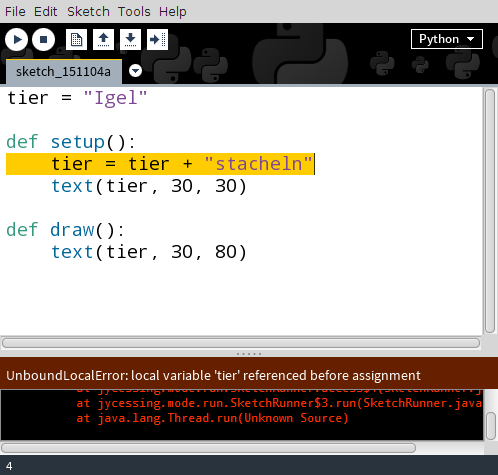 File Edit Sketch Tools Help
Python
sketch_151104a
tier = "Igel"
def setup():
tier = tier + "stacheln"
text(tier, 30, 30)
def draw():
text(tier, 30, 80)
UnboundLocalError: local variable 'tier' referenced before assignment
at jycessing.mode.run.SketchRunner$3.run(SketchRunner.java
at java.lang.Thread.run(Unknown Source)
4